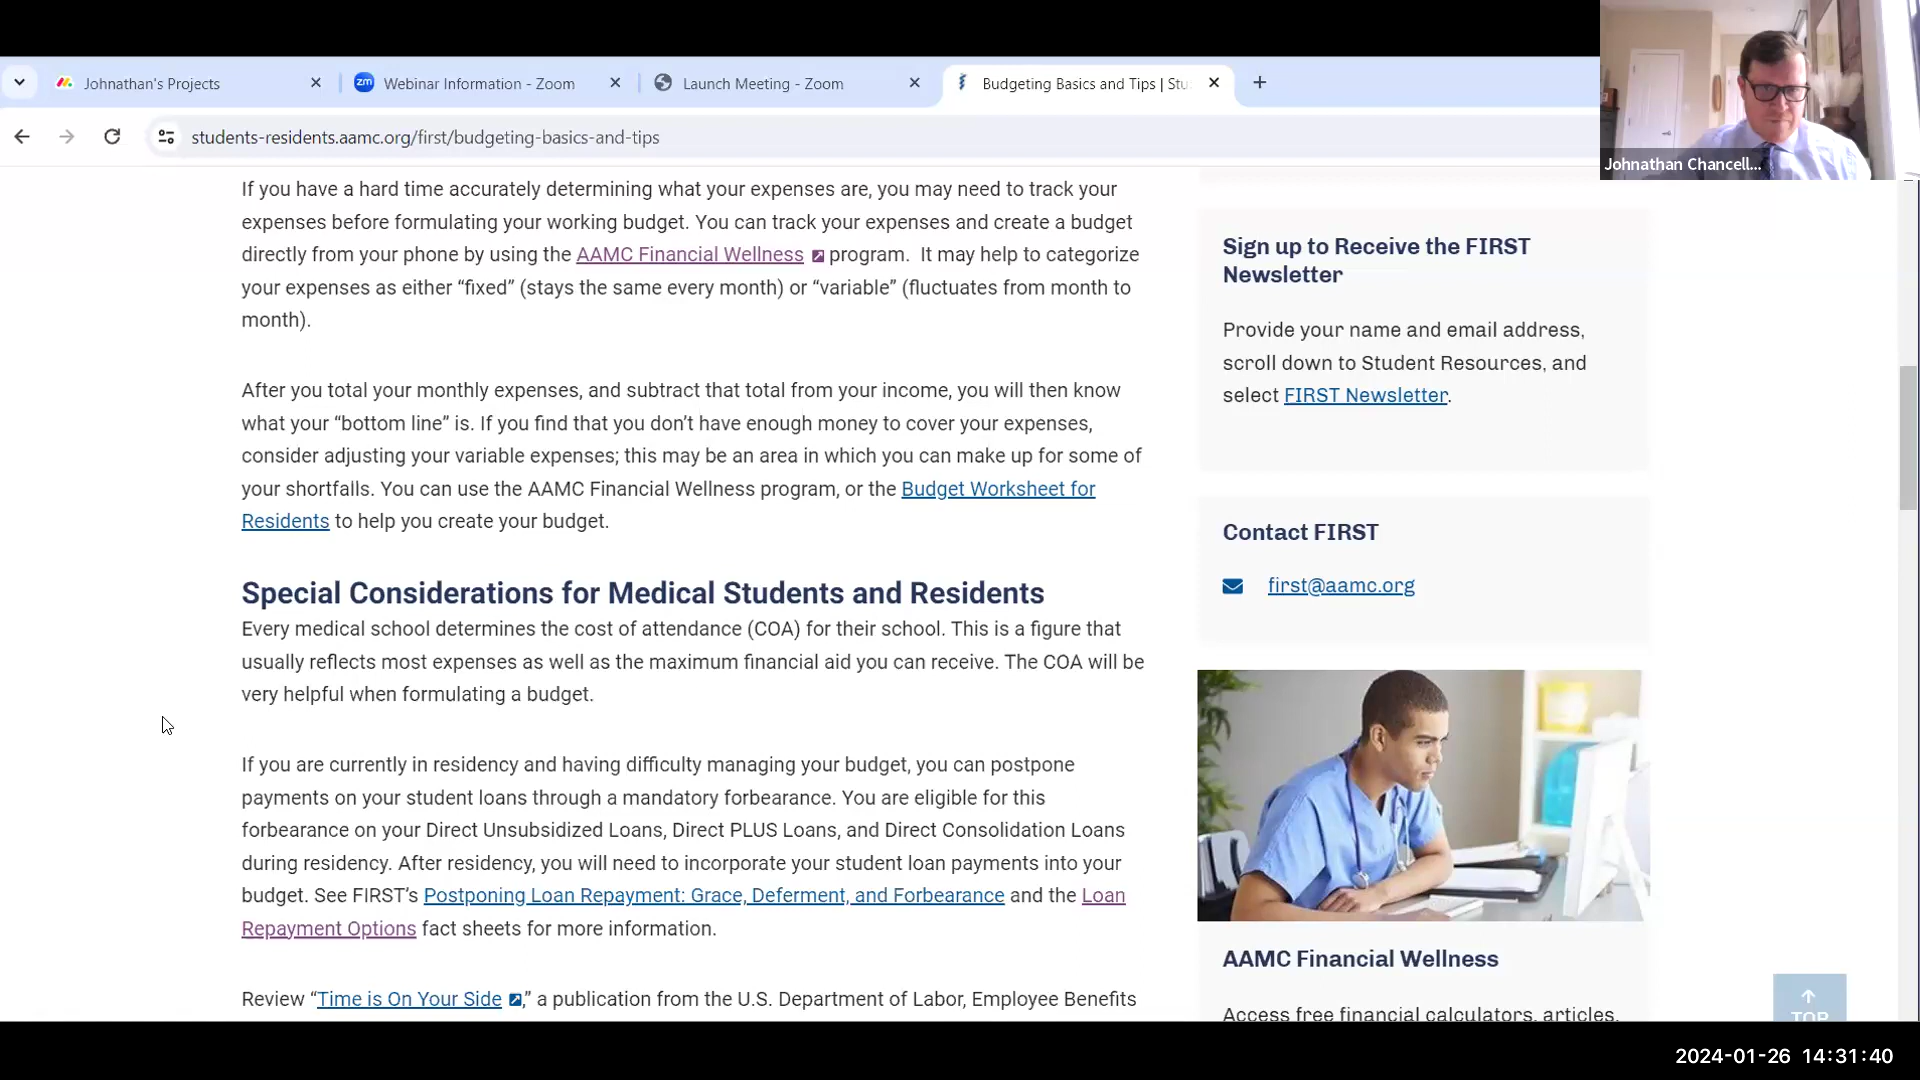 Johnathan's Projects
Webinar Information - Zoom
Launch Meeting - Zoom
Budgeting Basics and Tips | Stu
students-residents.aamc.org/first/budgeting-basics-and-tips
Johnathan Chancell...
If you have a hard time accurately determining what your expenses are, you may need to track your
expenses before formulating your working budget. You can track your expenses and create a budget
directly from your phone by using the AAMC Financial Wellness program. It may help to categorize
your expenses as either “fixed” (stays the same every month) or “variable” (fluctuates from month to
month).
After you total your monthly expenses, and subtract that total from your income, you will then know
what your “bottom line” is. If you find that you don’t have enough money to cover your expenses,
consider adjusting your variable expenses; this may be an area in which you can make up for some of
your shortfalls. You can use the AAMC Financial Wellness program, or the Budget Worksheet for
Residents to help you create your budget.
Special Considerations for Medical Students and Residents
Every medical school determines the cost of attendance (COA) for their school. This is a figure that
usually reflects most expenses as well as the maximum financial aid you can receive. The COA will be
very helpful when formulating a budget.
If you are currently in residency and having difficulty managing your budget, you can postpone
payments on your student loans through a mandatory forbearance. You are eligible for this
forbearance on your Direct Unsubsidized Loans, Direct PLUS Loans, and Direct Consolidation Loans
during residency. After residency, you will need to incorporate your student loan payments into your
budget. See FIRST’s Postponing Loan Repayment: Grace, Deferment, and Forbearance and the Loan
Repayment Options fact sheets for more information.
Review “Time is On Your Side,” a publication from the U.S. Department of Labor, Employee Benefits
Sign up to Receive the FIRST
Newsletter
Provide your name and email address,
scroll down to Student Resources, and
select FIRST Newsletter.
Contact FIRST
first@aamc.org
AAMC Financial Wellness
Access free financial calculators, articles,
TOP
2024-01-26 14:31:40